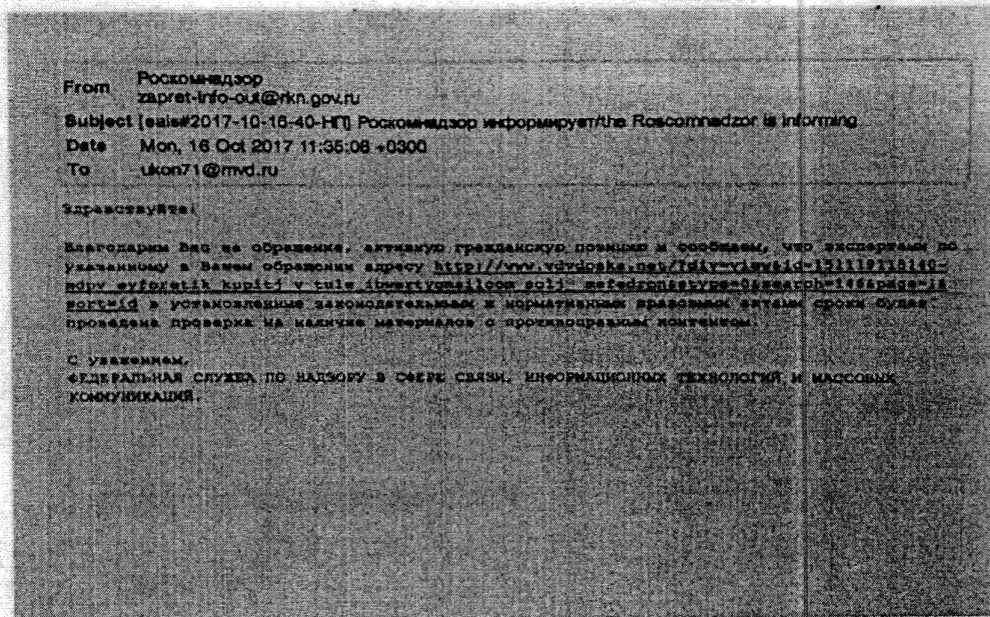 From Роскомнадзор
zapret-info-out@rkn.gov.ru
Subject [eais#2017-10-16-40-НП] Роскомнадзор информирует/the Roscomnadzor is informing
Date Mon, 16 Oct 2017 11:35:08 +0300
To ukon71@mvd.ru
Здравствуйте!
Благодарим Вас за обращение, активную гражданскую позицию и сообщаем, что экспертами по
указанному в Вашем обращении адресу
в установленные законодательными и нормативными правовыми актами сроки будет
проведена проверка на наличие материалов с противоправным контентом.
С уважением,
ФЕДЕРАЛЬНАЯ СЛУЖБА ПО НАДЗОРУ В СФЕРЕ СВЯЗИ, ИНФОРМАЦИОННЫХ ТЕХНОЛОГИЙ И МАССОВЫХ
КОММУНИКАЦИЙ.